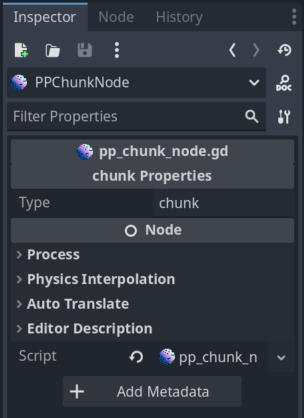 Inspector Node History
PPChunkNode
DOC
Filter Properties
pp_chunk_node.gd
chunk Properties
Type chunk
Node
Process
Physics Interpolation
Auto Translate
Editor Description
Script pp_chunk_n
Add Metadata